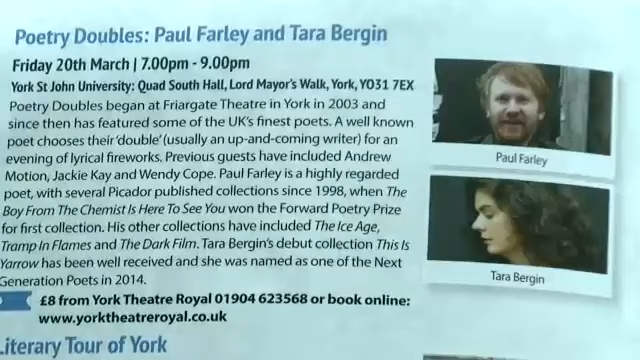 Poetry Doubles: Paul Farley and Tara Bergin
Friday 20th March | 7.00pm - 9.00pm
York St John University: Quad South Hall, Lord Mayor's Walk, York, YO31 7EX
Poetry Doubles began at Friargate Theatre in York in 2003 and
since then has featured some of the UK's finest poets. A well known
poet chooses their 'double' (usually an up-and-coming writer) for an
evening of lyrical fireworks. Previous guests have included Andrew
Motion, Jackie Kay and Wendy Cope. Paul Farley is a highly regarded
poet, with several Picador published collections since 1998, when The
Boy From The Chemist Is Here To See You won the Forward Poetry Prize
for first collection. His other collections have included The Ice Age,
Tramp In Flames and The Dark Film. Tara Bergin's debut collection This Is
Yarrow has been well received and she was named as one of the Next
Generation Poets in 2014.
£8 from York Theatre Royal 01904 623568 or book online:
www.yorktheatreroyal.co.uk
Literary Tour of York
Paul Farley
Tara Bergin